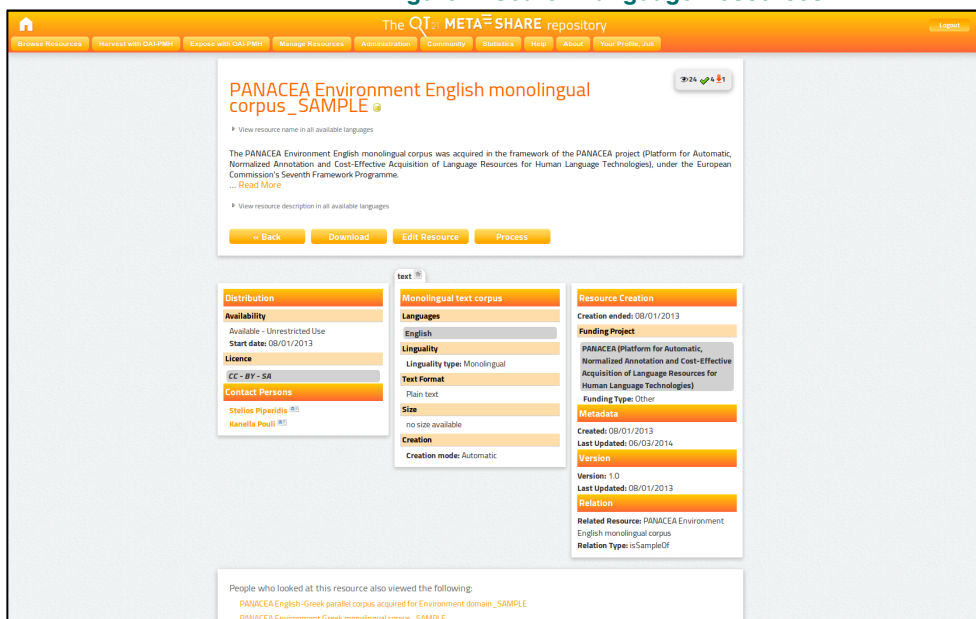 The QT21 META SHARE repository
Logout
Browse Resources Harvest with OAI-PMH Expose with OAI-PMH Manage Resources Administration Community Statistics Help About Your Profile, Juli
24 4 1
PANACEA Environment English monolingual
corpus_SAMPLE
View resource name in all available languages
The PANACEA Environment English monolingual corpus was acquired in the framework of the PANACEA project (Platform for Automatic,
Normalized Annotation and Cost-Effective Acquisition of Language Resources for Human Language Technologies), under the European
Commission's Seventh Framework Programme.
... Read More
View resource description in all available languages
« Back Download Edit Resource Process
text
Distribution
Availability
Available - Unrestricted Use
Start date: 08/01/2013
Licence
CC - BY - SA
Contact Persons
Stelios Piperidis
Kanella Pouli
Monolingual text corpus
Languages
English
Linguality
Linguality type: Monolingual
Text Format
Plain text
Size
no size available
Creation
Creation mode: Automatic
Resource Creation
Creation ended: 08/01/2013
Funding Project
PANACEA (Platform for Automatic,
Normalized Annotation and Cost-Effective
Acquisition of Language Resources for
Human Language Technologies)
Funding Type: Other
Metadata
Created: 08/01/2013
Last Updated: 06/03/2014
Version
Version: 1.0
Last Updated: 08/01/2013
Relation
Related Resource: PANACEA Environment
English monolingual corpus
Relation Type: isSampleOf
People who looked at this resource also viewed the following:
PANACEA English-Greek parallel corpus acquired for Environment domain_SAMPLE
PANACEA Environment Greek monolingual corpus_SAMPLE